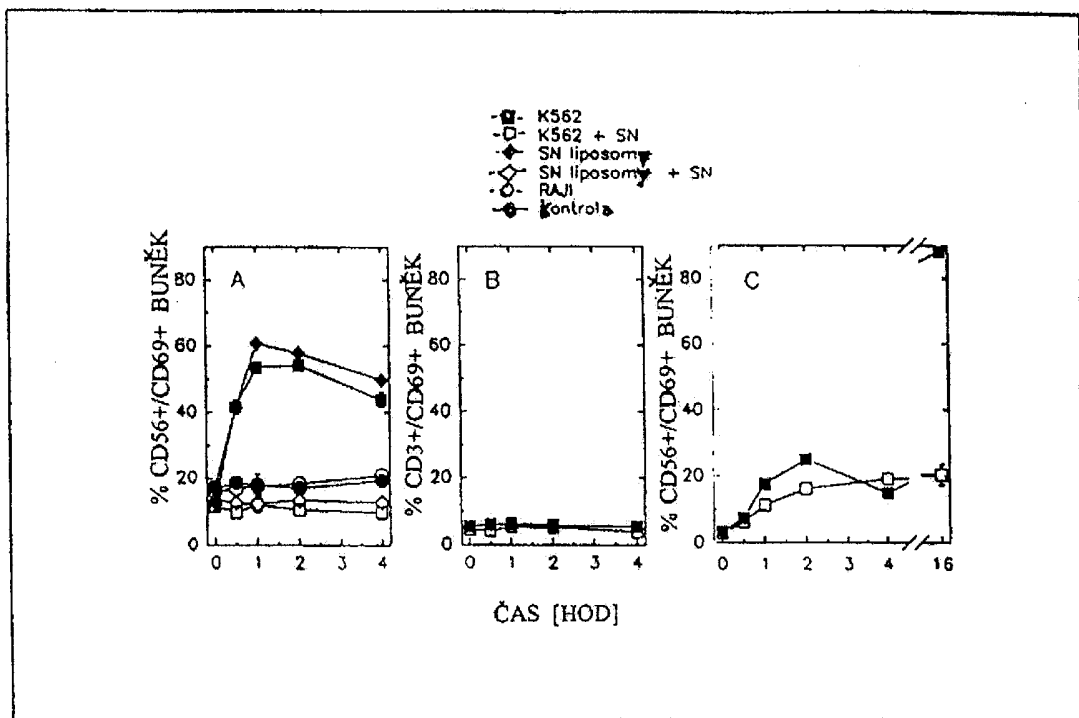 K562
K562 + SN
SN liposomy
SN liposomy + SN
RAJI
Kontrola
% CD56+/CD69+ BUNĚK
A
80
60
40
20
0
0 1 2 3 4
% CD3+/CD69+ BUNĚK
B
80
60
40
20
0
0 1 2 3 4
% CD56+/CD69+ BUNĚK
C
80
60
40
20
0
0 1 2 3 4 16
ČAS [HOD]